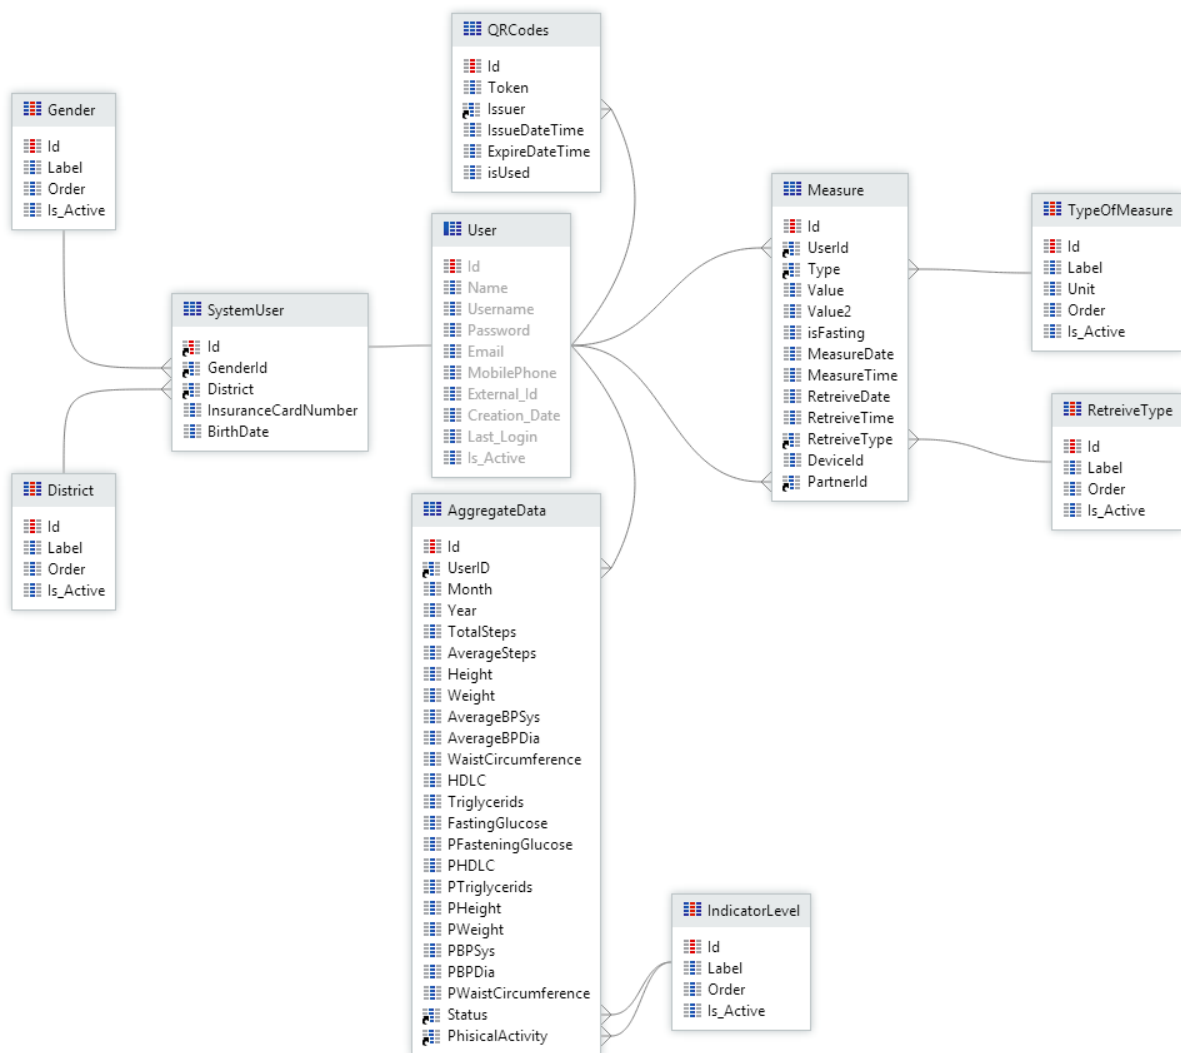 QRCodes
Id
Token
Issuer
IssueDateTime
ExpireDateTime
isUsed
Gender
Id
Label
Order
Is_Active
User
Id
Name
Username
Password
Email
MobilePhone
External_Id
Creation_Date
Last_Login
Is_Active
Measure
Id
UserId
Type
Value
Value2
isFasting
MeasureDate
MeasureTime
RetreiveDate
RetreiveTime
RetreiveType
DeviceId
PartnerId
TypeOfMeasure
Id
Label
Unit
Order
Is_Active
SystemUser
Id
GenderId
District
InsuranceCardNumber
BirthDate
RetreiveType
Id
Label
Order
Is_Active
District
Id
Label
Order
Is_Active
AggregateData
Id
UserID
Month
Year
TotalSteps
AverageSteps
Height
Weight
AverageBPSys
AverageBPDia
WaistCircumference
HDLC
Triglycerids
FastingGlucose
PFasteningGlucose
PHDLC
PTriglycerids
PHeight
PWeight
PBPSys
PBPDia
PWaistCircumference
Status
PhisicalActivity
IndicatorLevel
Id
Label
Order
Is_Active